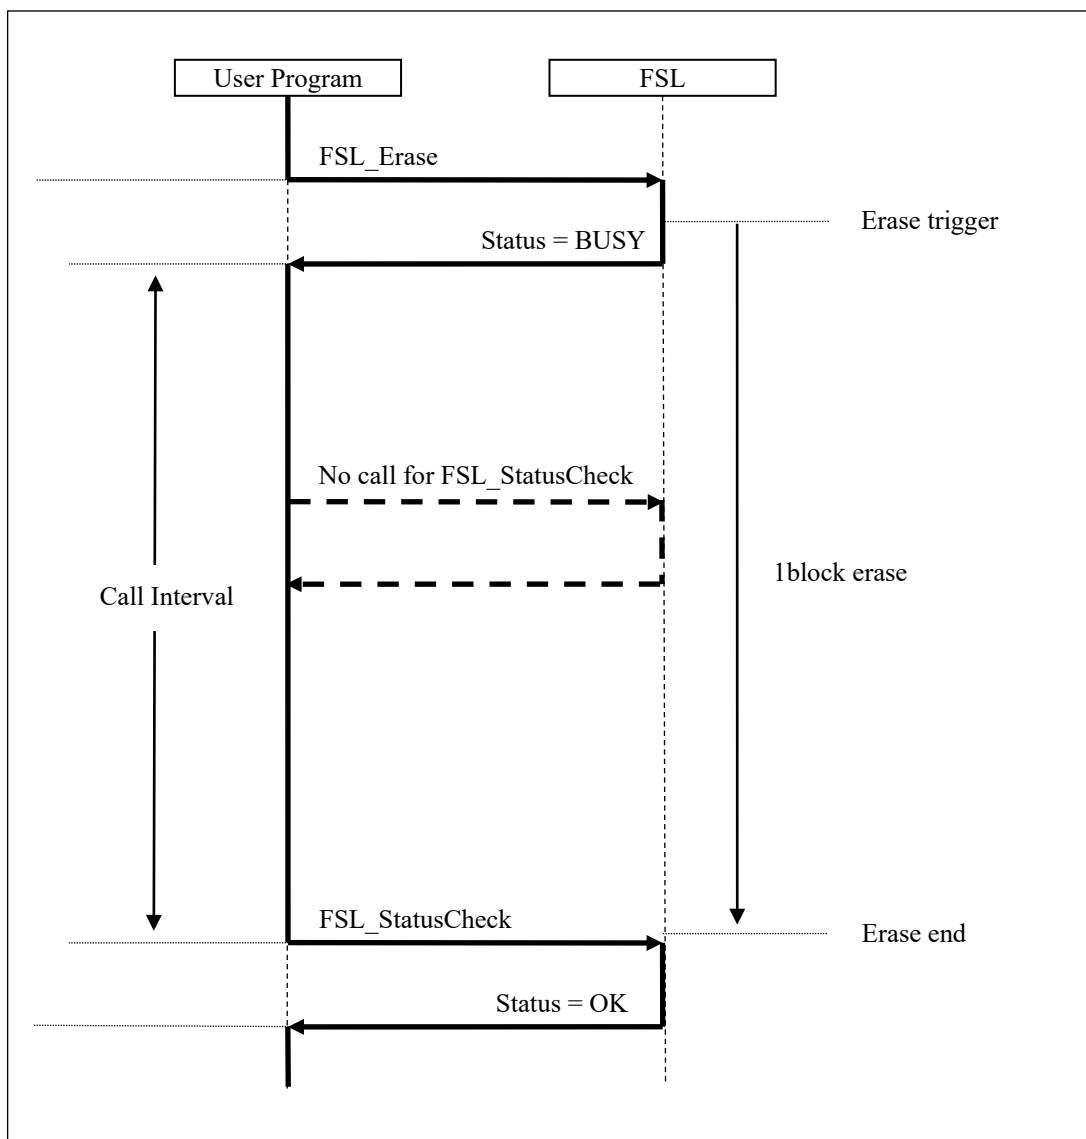 User Program
FSL
FSL_Erase
Erase trigger
Status = BUSY
No call for FSL_StatusCheck
1block erase
Call Interval
FSL_StatusCheck
Erase end
Status = OK